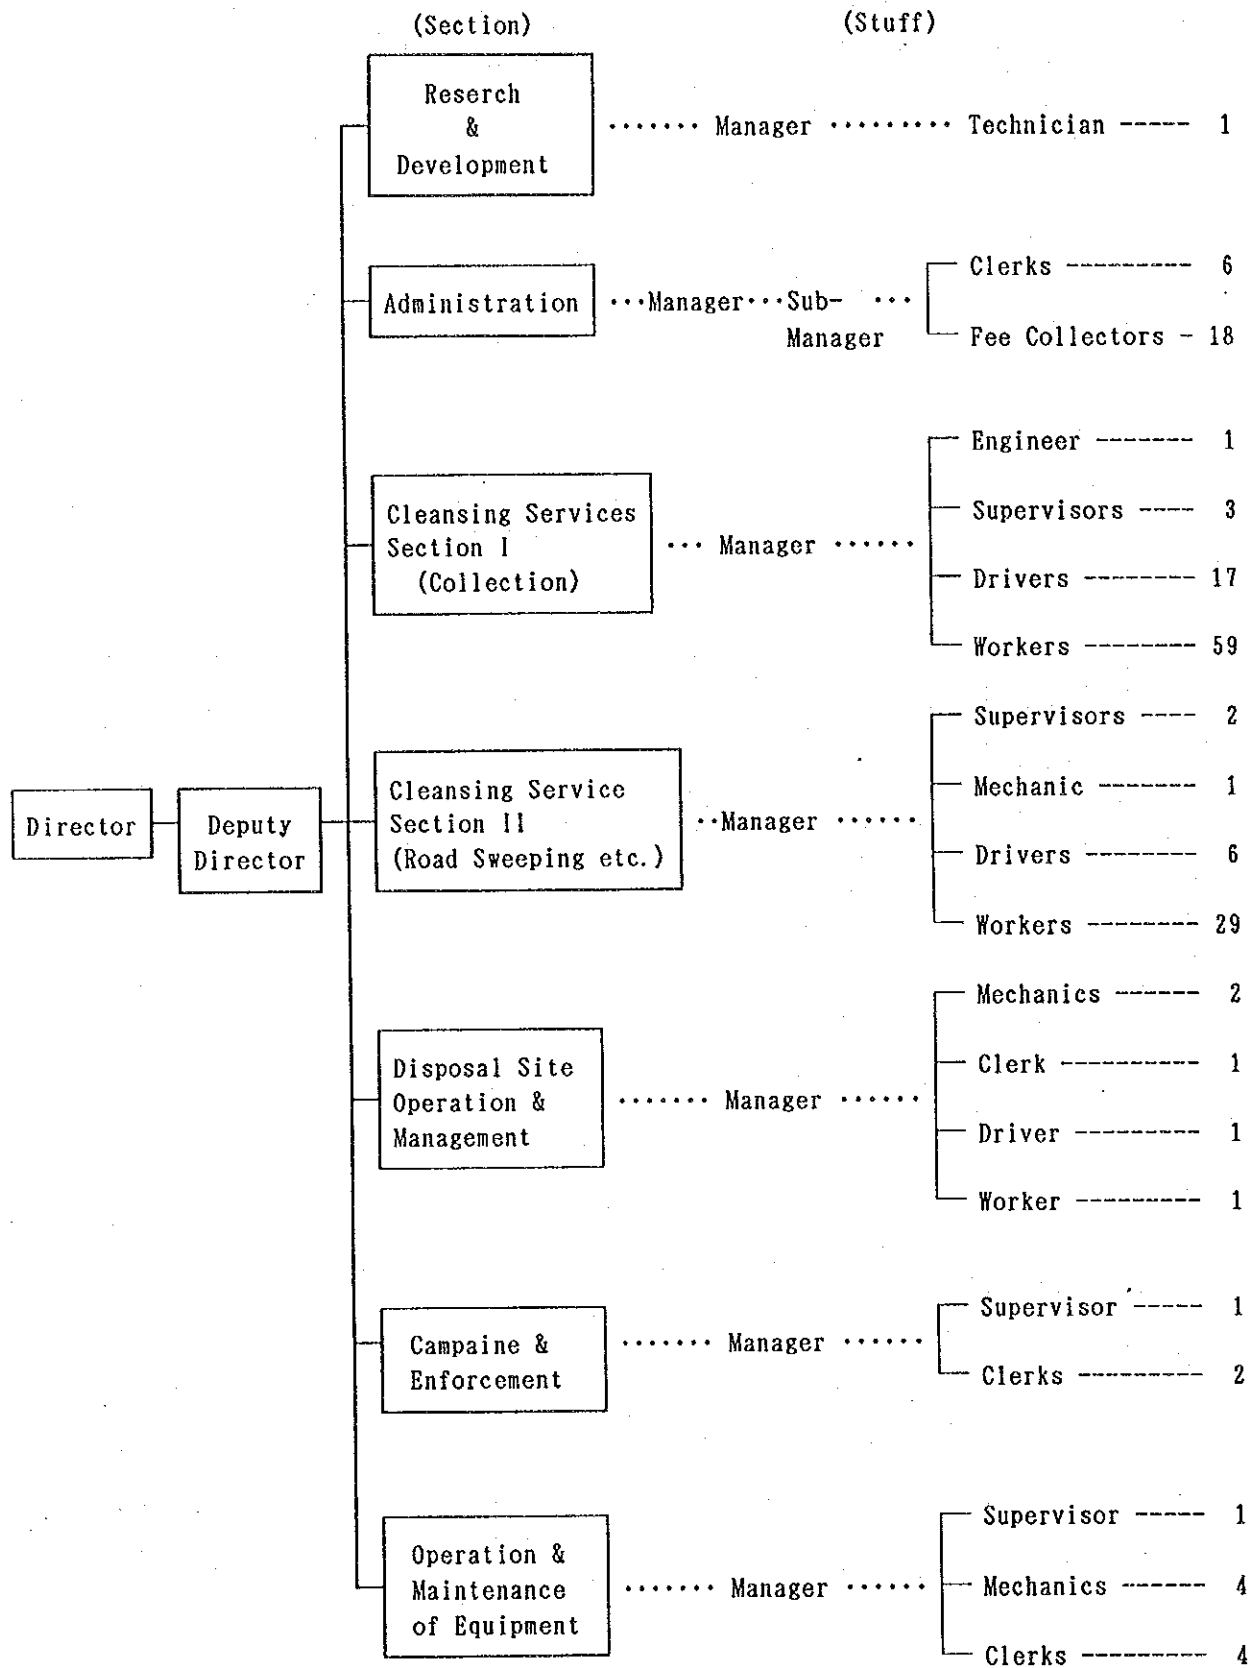 (Section) (Stuff)
Reserch
&
Development
······· Manager ········· Technician ----- 1
Administration ···Manager···Sub- ···
Manager
Clerks --------- 6
Fee Collectors - 18
Cleansing Services
Section I
(Collection)
··· Manager ······
Engineer ------- 1
Supervisors ---- 3
Drivers -------- 17
Workers -------- 59
Director
Deputy
Director
Cleansing Service
Section II
(Road Sweeping etc.)
··Manager ······
Supervisors ---- 2
Mechanic ------- 1
Drivers -------- 6
Workers -------- 29
Disposal Site
Operation &
Management
······· Manager ······
Mechanics ------ 2
Clerk ---------- 1
Driver --------- 1
Worker --------- 1
Campaine &
Enforcement
······· Manager ······
Supervisor ----- 1
Clerks --------- 2
Operation &
Maintenance
of Equipment
······· Manager ······
Supervisor ----- 1
Mechanics ------ 4
Clerks --------- 4